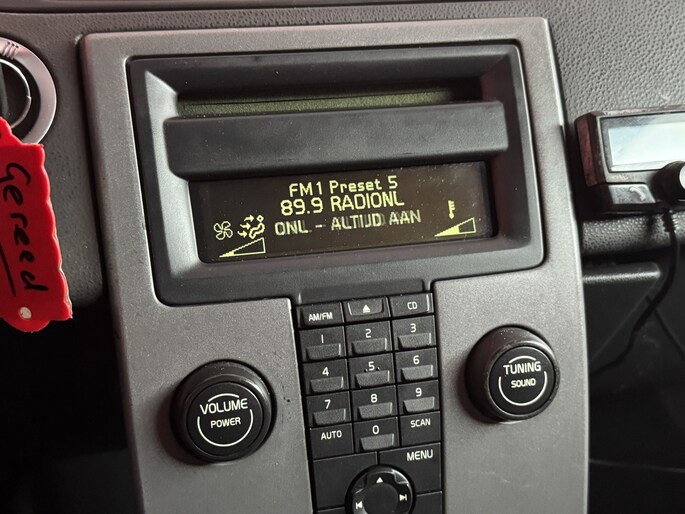 FM1 Preset 5
89.9 RADIONL
ONL - ALTIJD AAN
Gereed
AM/FM
CD
1
2
3
4
5
6
7
8
9
AUTO
0
SCAN
MENU
VOLUME
POWER
TUNING
SOUND